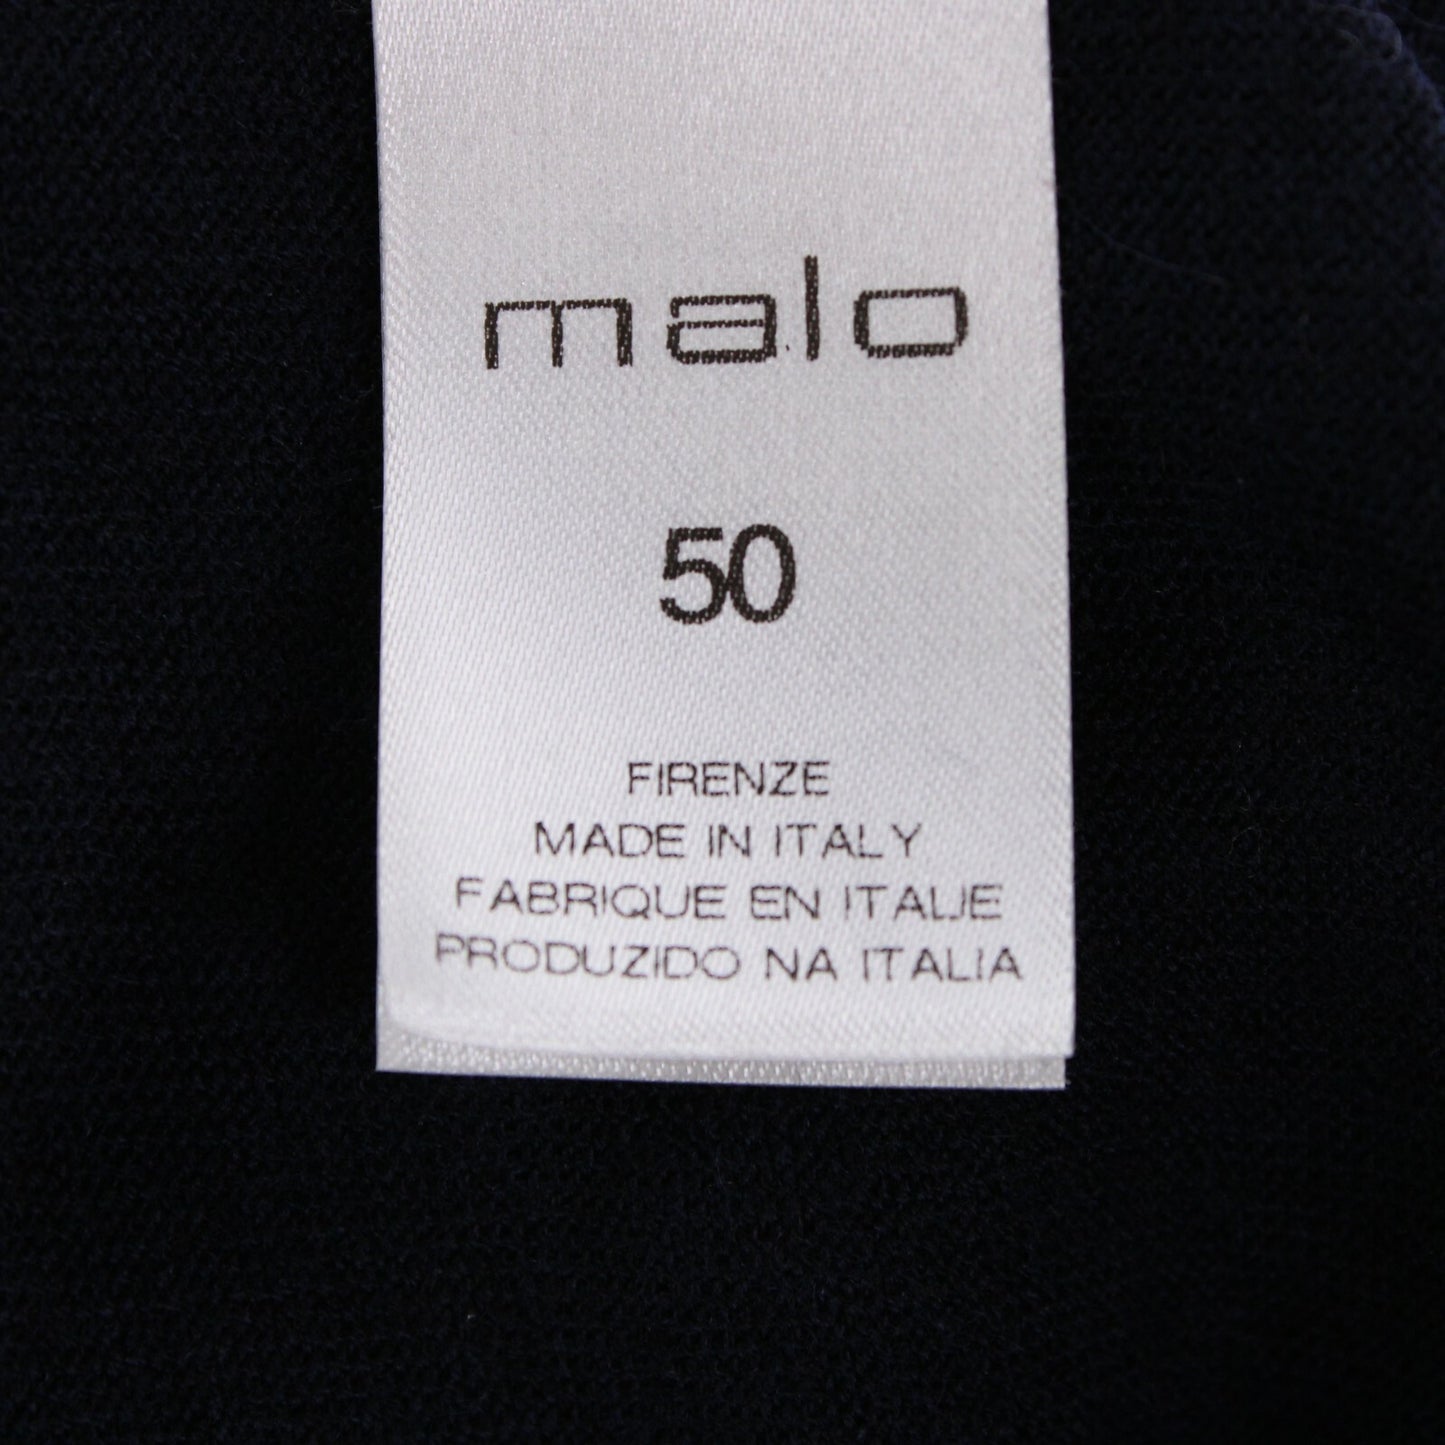 malo
50
FIRENZE
MADE IN ITALY
FABRIQUE EN ITALIE
PRODUZIDO NA ITALIA